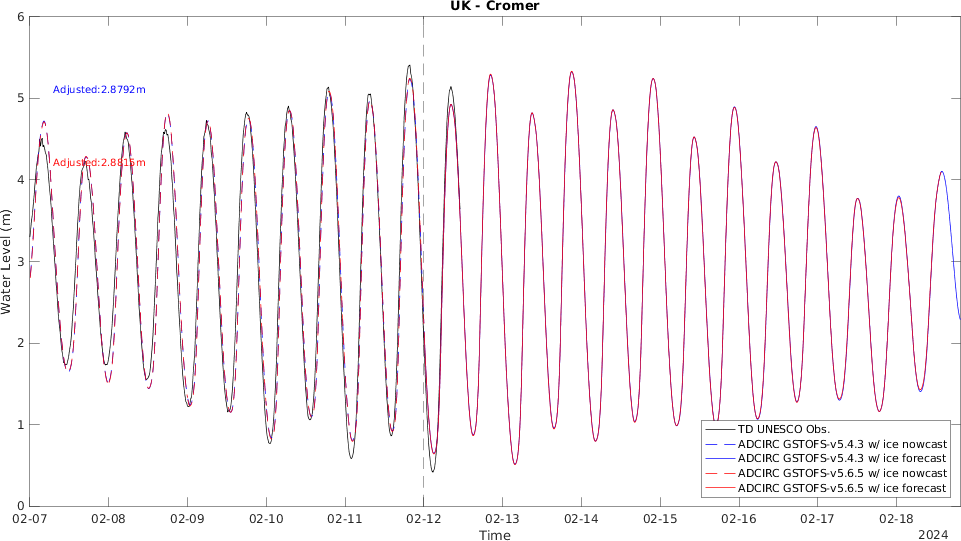 UK - Cromer
6
5
4
3
2
1
0
Water Level (m)
Adjusted:2.8792m
Adjusted:2.8815m
TD UNESCO Obs.
ADCIRC GSTOFS-v5.4.3 w/ ice nowcast
ADCIRC GSTOFS-v5.4.3 w/ ice forecast
ADCIRC GSTOFS-v5.6.5 w/ ice nowcast
ADCIRC GSTOFS-v5.6.5 w/ ice forecast
02-07 02-08 02-09 02-10 02-11 02-12 02-13 02-14 02-15 02-16 02-17 02-18
Time
2024